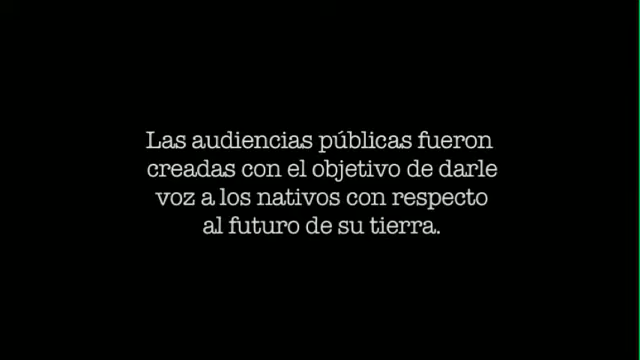 Las audiencias públicas fueron
creadas con el objetivo de darle
voz a los nativos con respecto
al futuro de su tierra.